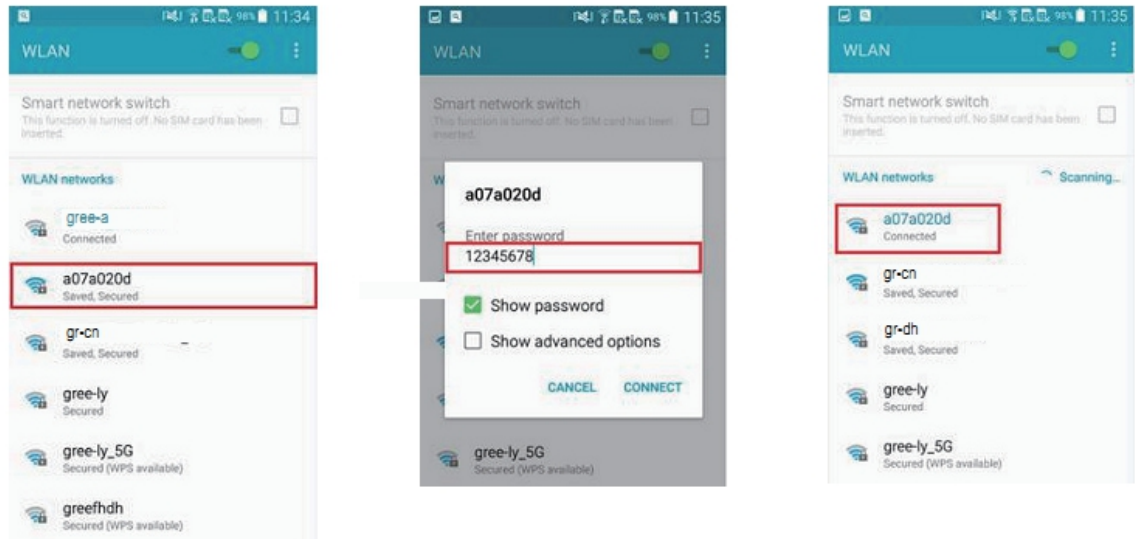 98% 11:34
WLAN
Smart network switch
This function is turned off. No SIM card has been
inserted.
WLAN networks
gree-a
Connected
a07a020d
Saved, Secured
gr-cn
Saved, Secured
gree-ly
Secured
gree-ly_5G
Secured (WPS available)
greefhdh
Secured (WPS available)
98% 11:35
WLAN
Smart network switch
This function is turned off. No SIM card has been
inserted.
W
a07a020d
Enter password
12345678
Show password
Show advanced options
CANCEL CONNECT
gree-ly_5G
Secured (WPS available)
98% 11:35
WLAN
Smart network switch
This function is turned off. No SIM card has been
inserted.
WLAN networks Scanning...
a07a020d
Connected
gr-cn
Saved, Secured
gr-dh
Saved, Secured
gree-ly
Secured
gree-ly_5G
Secured (WPS available)